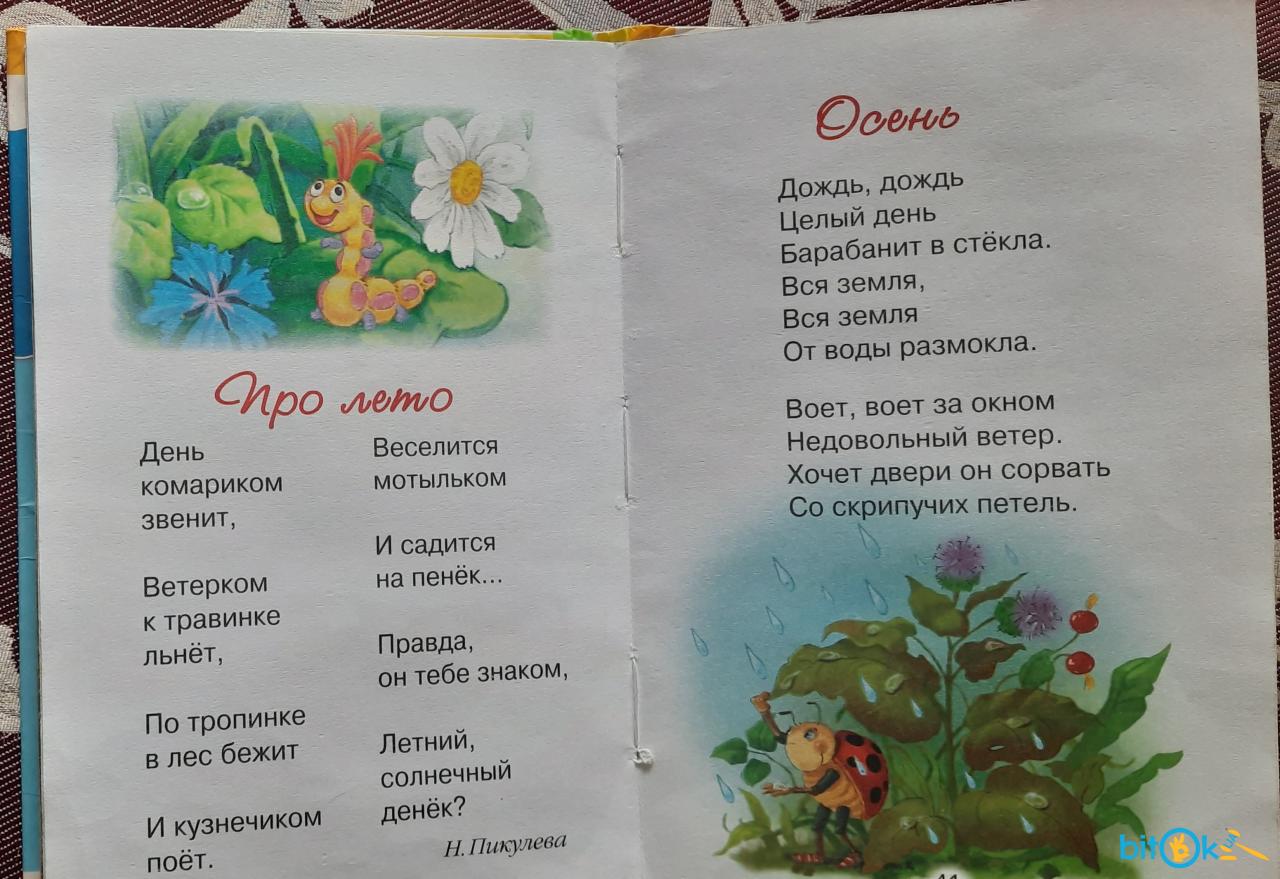 Про лето
День
комариком
звенит,
Ветерком
к травинке
льнёт,
По тропинке
в лес бежит
И кузнечиком
поёт.
Веселится
мотыльком
И садится
на пенёк...
Правда,
он тебе знаком,
Летний,
солнечный
денёк?
Н. Пикулева
Осень
Дождь, дождь
Целый день
Барабанит в стёкла.
Вся земля,
Вся земля
От воды размокла.
Воет, воет за окном
Недовольный ветер.
Хочет двери он сорвать
Со скрипучих петель.
bitOk